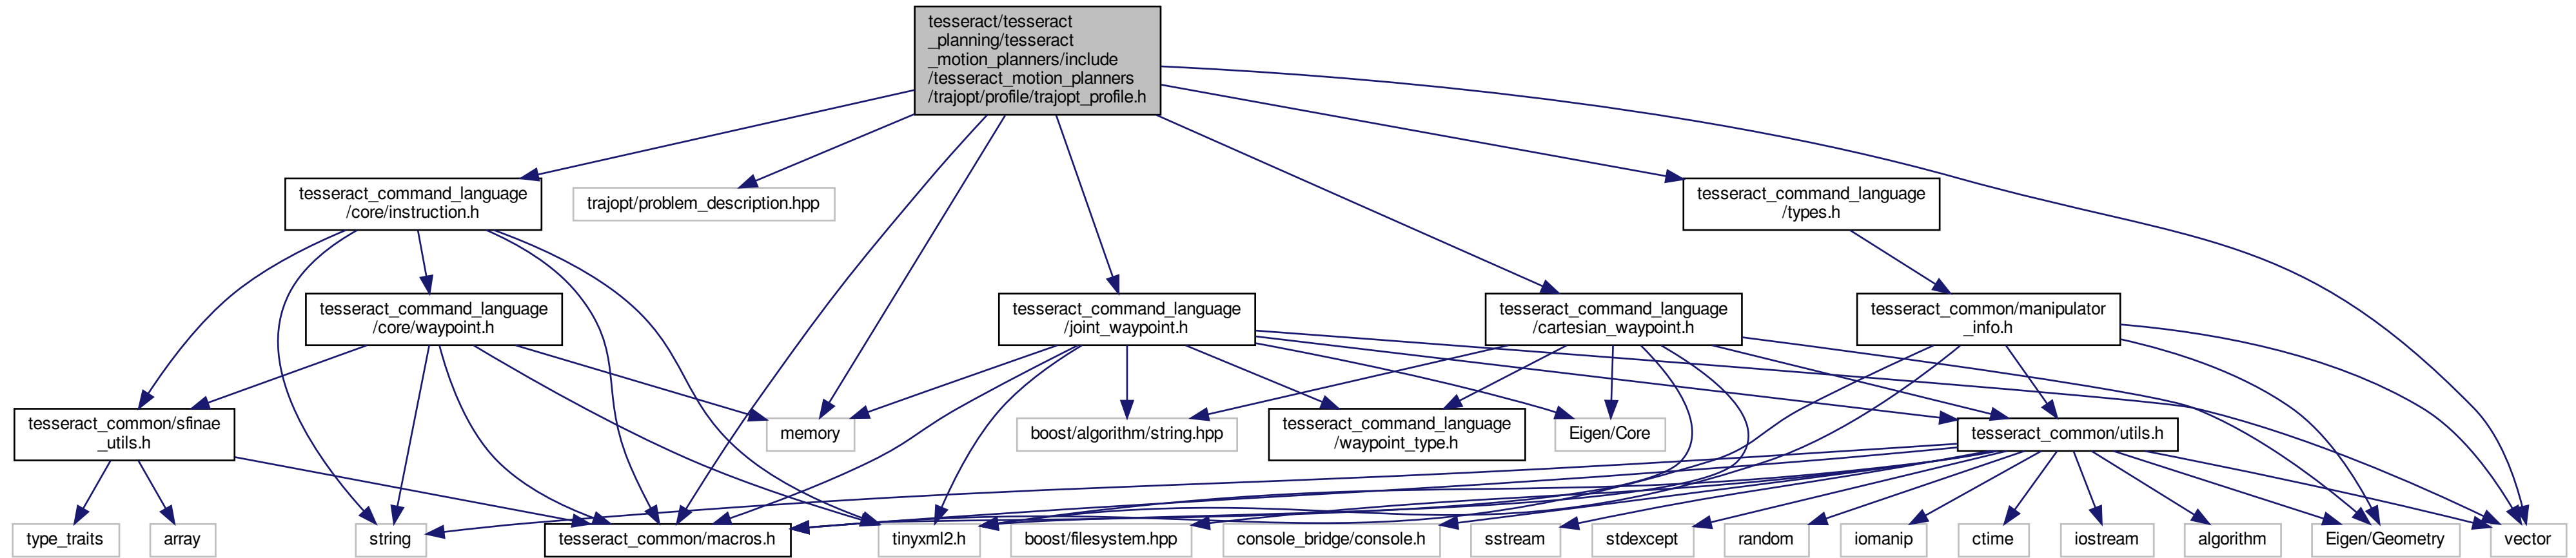 tesseract/tesseract
_planning/tesseract
_motion_planners/include
/tesseract_motion_planners
/trajopt/profile/trajopt_profile.h
tesseract_command_language
/core/instruction.h
trajopt/problem_description.hpp
tesseract_command_language
/types.h
tesseract_command_language
/core/waypoint.h
tesseract_command_language
/joint_waypoint.h
tesseract_command_language
/cartesian_waypoint.h
tesseract_common/manipulator
_info.h
tesseract_common/sfinae
_utils.h
memory
boost/algorithm/string.hpp
tesseract_command_language
/waypoint_type.h
Eigen/Core
tesseract_common/utils.h
type_traits
array
string
tesseract_common/macros.h
tinyxml2.h
boost/filesystem.hpp
console_bridge/console.h
sstream
stdexcept
random
iomanip
ctime
iostream
algorithm
Eigen/Geometry
vector